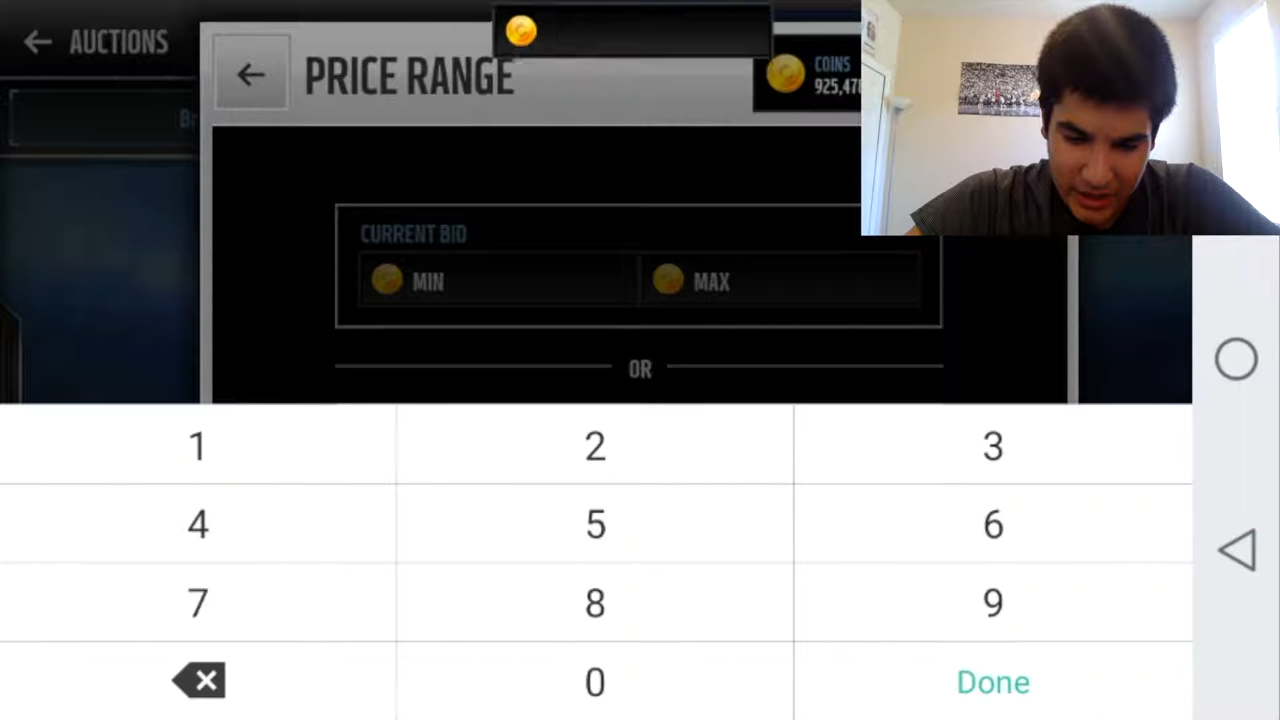 AUCTIONS
PRICE RANGE
COINS
925,478
CURRENT BID
MIN
MAX
OR
1 2 3
4 5 6
7 8 9
0 Done